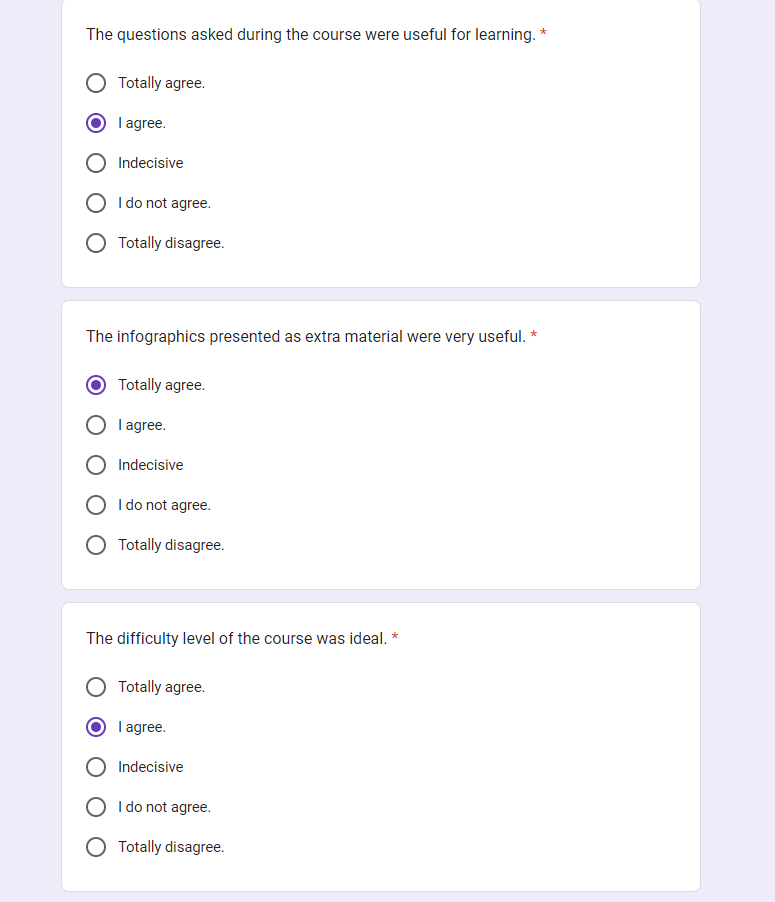 The questions asked during the course were useful for learning. *
Totally agree.
I agree.
Indecisive
I do not agree.
Totally disagree.
The infographics presented as extra material were very useful. *
Totally agree.
I agree.
Indecisive
I do not agree.
Totally disagree.
The difficulty level of the course was ideal. *
Totally agree.
I agree.
Indecisive
I do not agree.
Totally disagree.